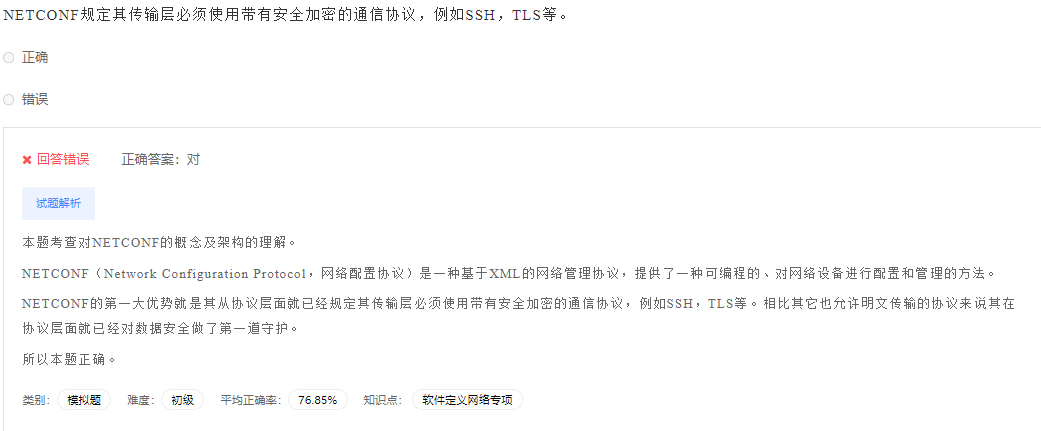 NETCONF规定其传输层必须使用带有安全加密的通信协议，例如SSH，TLS等。
正确
错误
回答错误 正确答案：对
试题解析
本题考查对NETCONF的概念及架构的理解。
NETCONF（Network Configuration Protocol，网络配置协议）是一种基于XML的网络管理协议，提供了一种可编程的、对网络设备进行配置和管理的方法。
NETCONF的第一大优势就是其从协议层面就已经规定其传输层必须使用带有安全加密的通信协议，例如SSH，TLS等。相比其它也允许明文传输的协议来说其在
协议层面就已经对数据安全做了第一道守护。
所以本题正确。
类别： 模拟题 难度： 初级 平均正确率： 76.85% 知识点： 软件定义网络专项